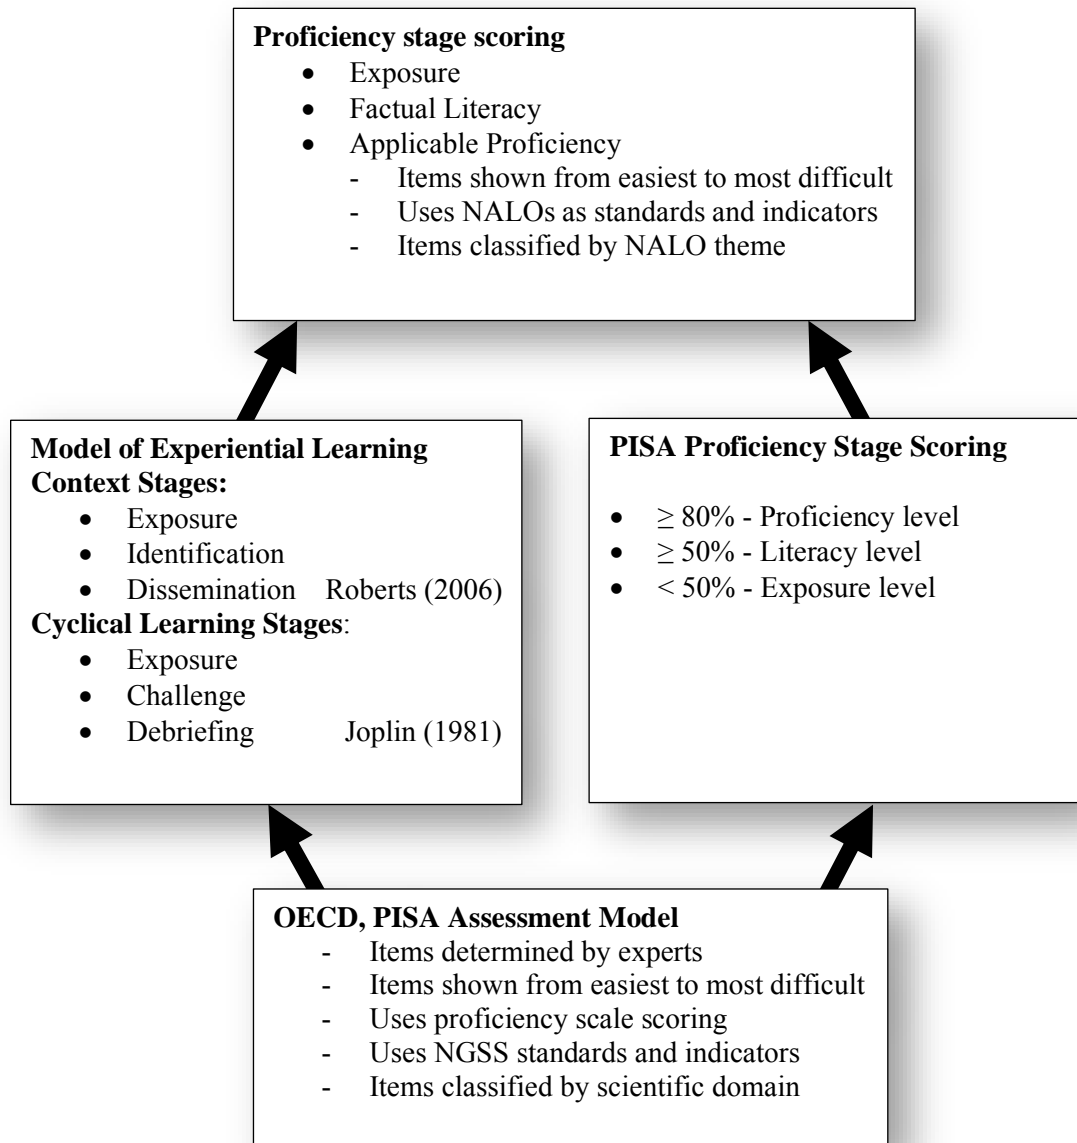 Proficiency stage scoring
• Exposure
• Factual Literacy
• Applicable Proficiency
- Items shown from easiest to most difficult
- Uses NALOs as standards and indicators
- Items classified by NALO theme
Model of Experiential Learning
Context Stages:
• Exposure
• Identification
• Dissemination Roberts (2006)
Cyclical Learning Stages:
• Exposure
• Challenge
• Debriefing Joplin (1981)
PISA Proficiency Stage Scoring
• ≥ 80% - Proficiency level
• ≥ 50% - Literacy level
• < 50% - Exposure level
OECD, PISA Assessment Model
- Items determined by experts
- Items shown from easiest to most difficult
- Uses proficiency scale scoring
- Uses NGSS standards and indicators
- Items classified by scientific domain